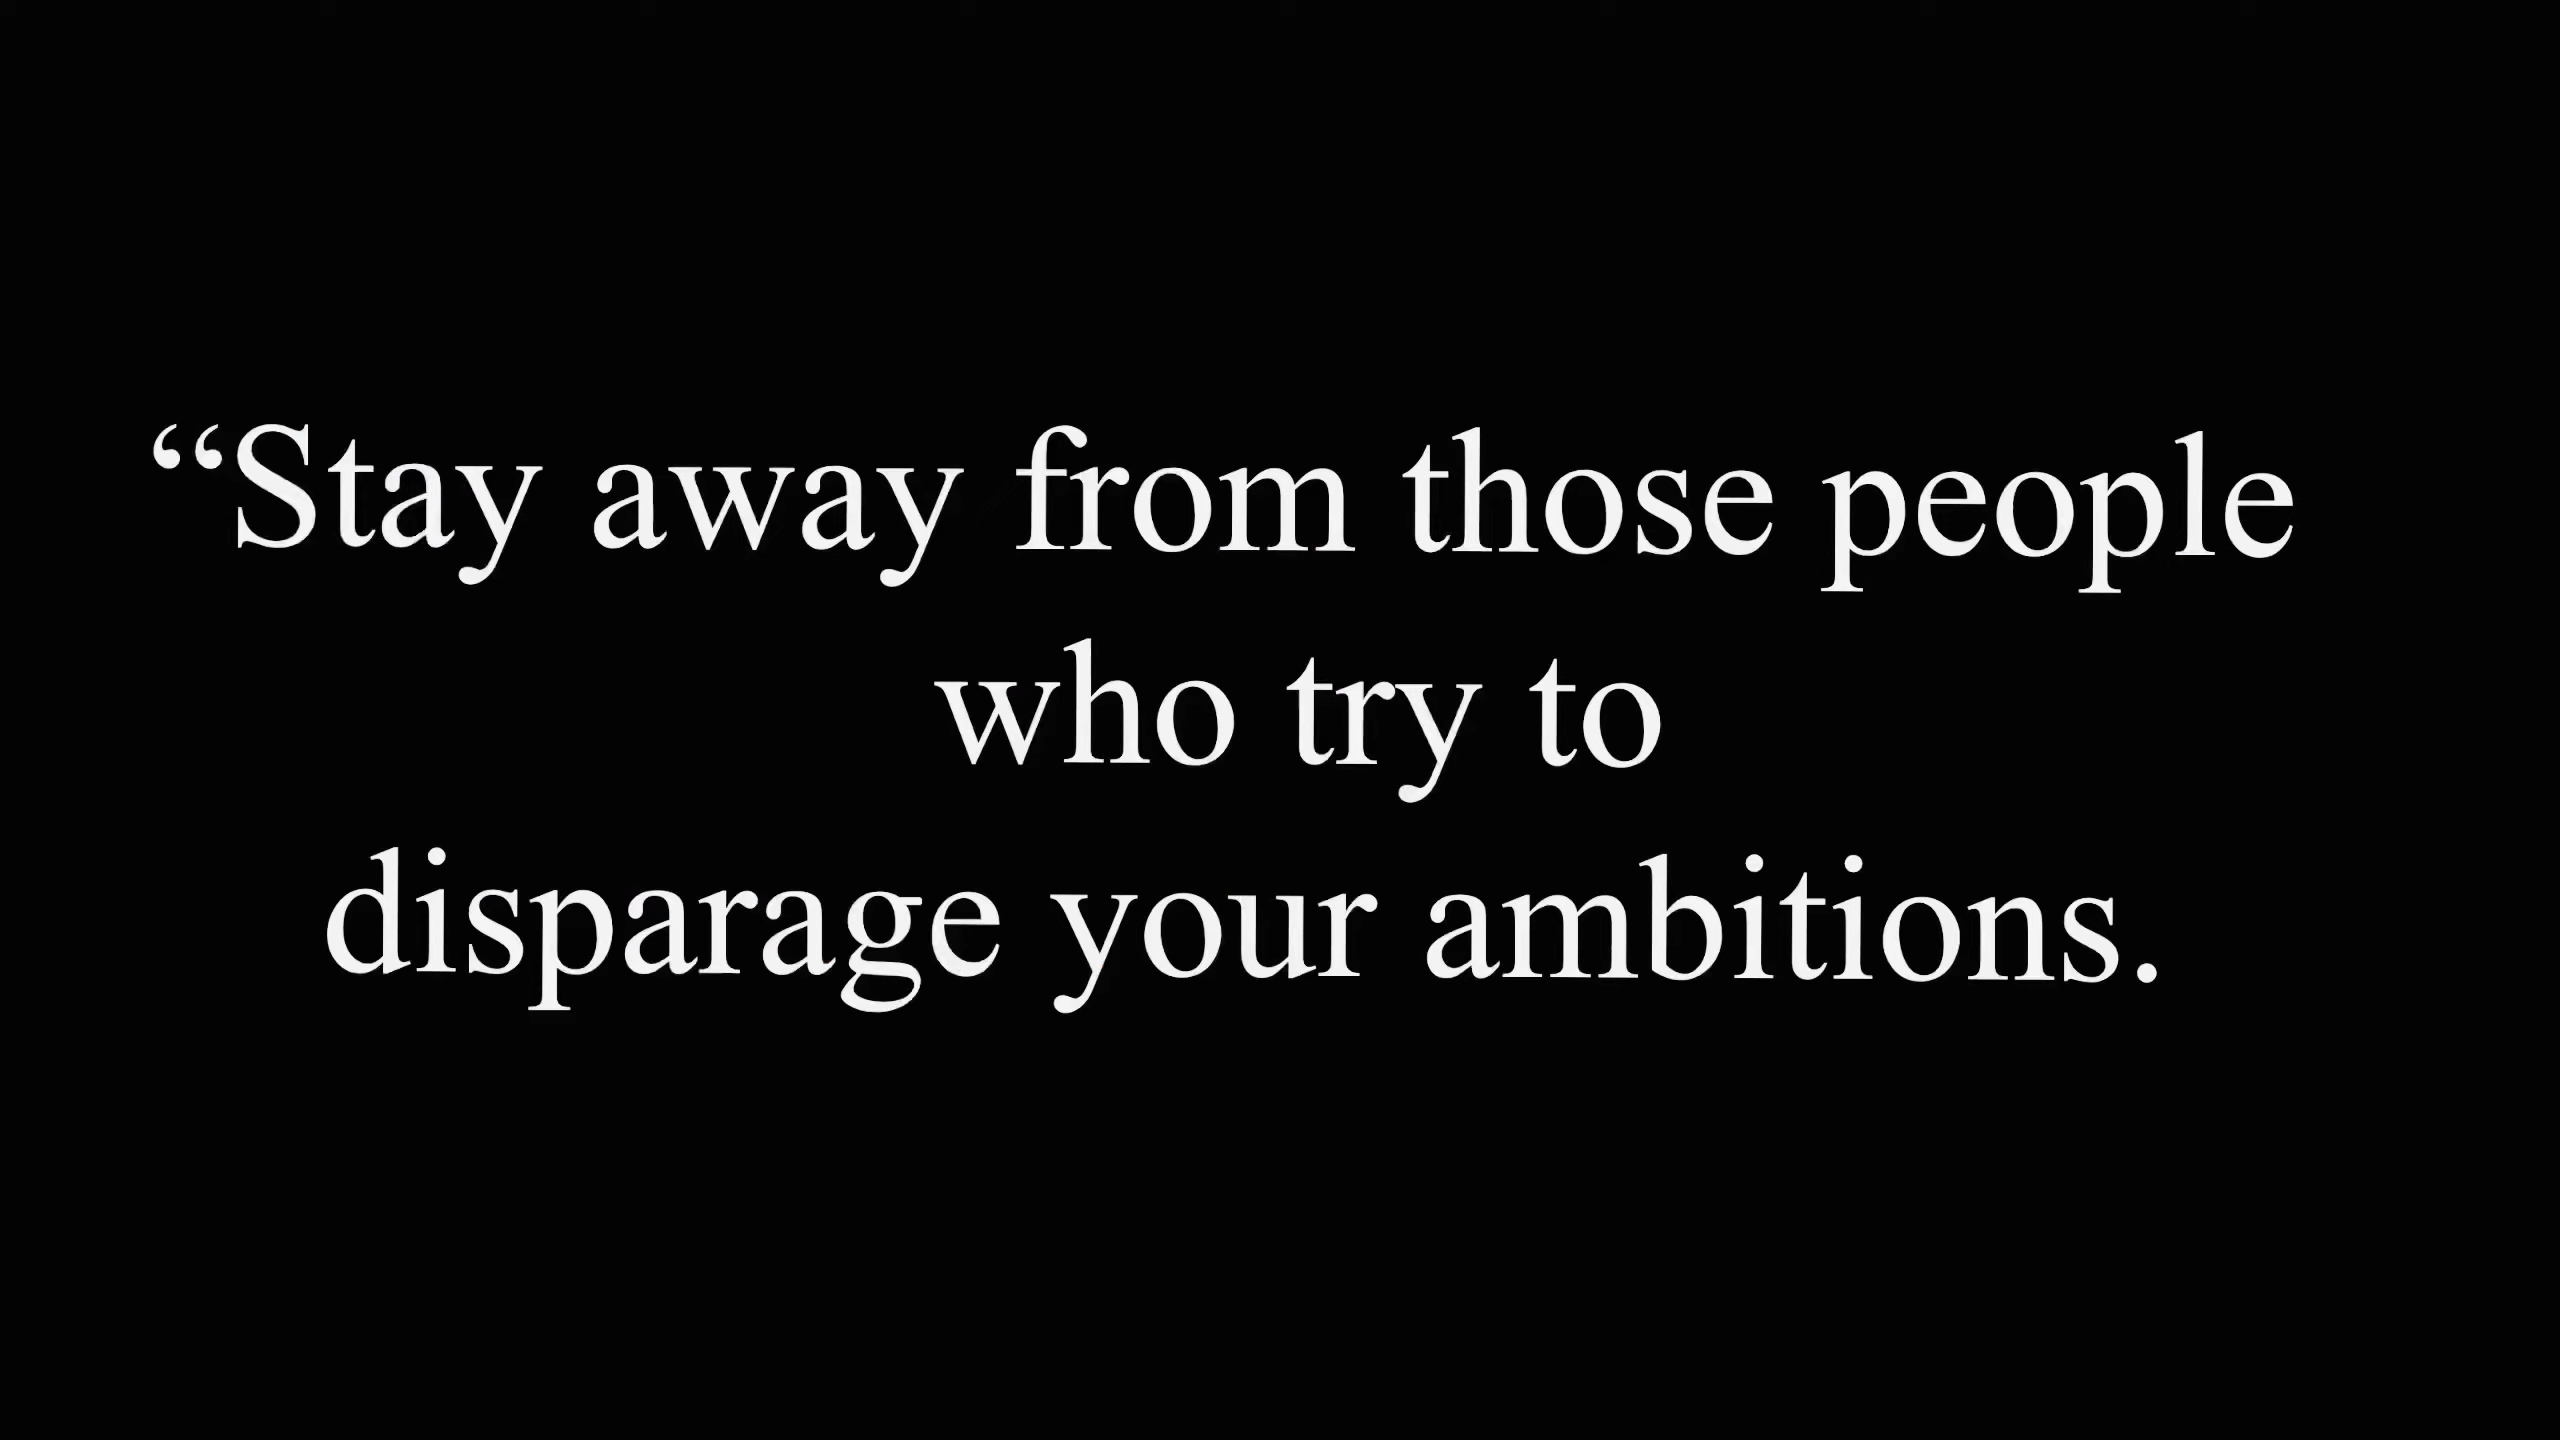 “Stay away from those people
who try to
disparage your ambitions.